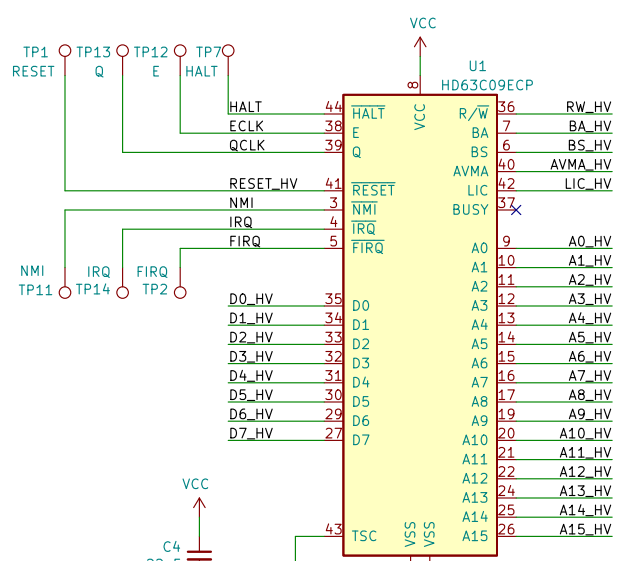 VCC
TP1 TP13 TP12 TP7
RESET Q E HALT
U1
HD63C09ECP
8
VCC
HALT 44 HALT R/W 36 RW_HV
ECLK 38 E BA 7 BA_HV
QCLK 39 Q BS 6 BS_HV
AVMA 40 AVMA_HV
RESET_HV 41 RESET LIC 42 LIC_HV
NMI 3 NMI BUSY 37
IRQ 4 IRQ
FIRQ 5 FIRQ A0 9 A0_HV
A1 10 A1_HV
NMI IRQ FIRQ
TP11 TP14 TP2
A2 11 A2_HV
D0_HV 35 D0 A3 12 A3_HV
D1_HV 34 D1 A4 13 A4_HV
D2_HV 33 D2 A5 14 A5_HV
D3_HV 32 D3 A6 15 A6_HV
D4_HV 31 D4 A7 16 A7_HV
D5_HV 30 D5 A8 17 A8_HV
D6_HV 29 D6 A9 19 A9_HV
D7_HV 27 D7 A10 20 A10_HV
A11 21 A11_HV
A12 22 A12_HV
VCC
A13 24 A13_HV
A14 25 A14_HV
43 TSC VSS VSS A15 26 A15_HV
C4